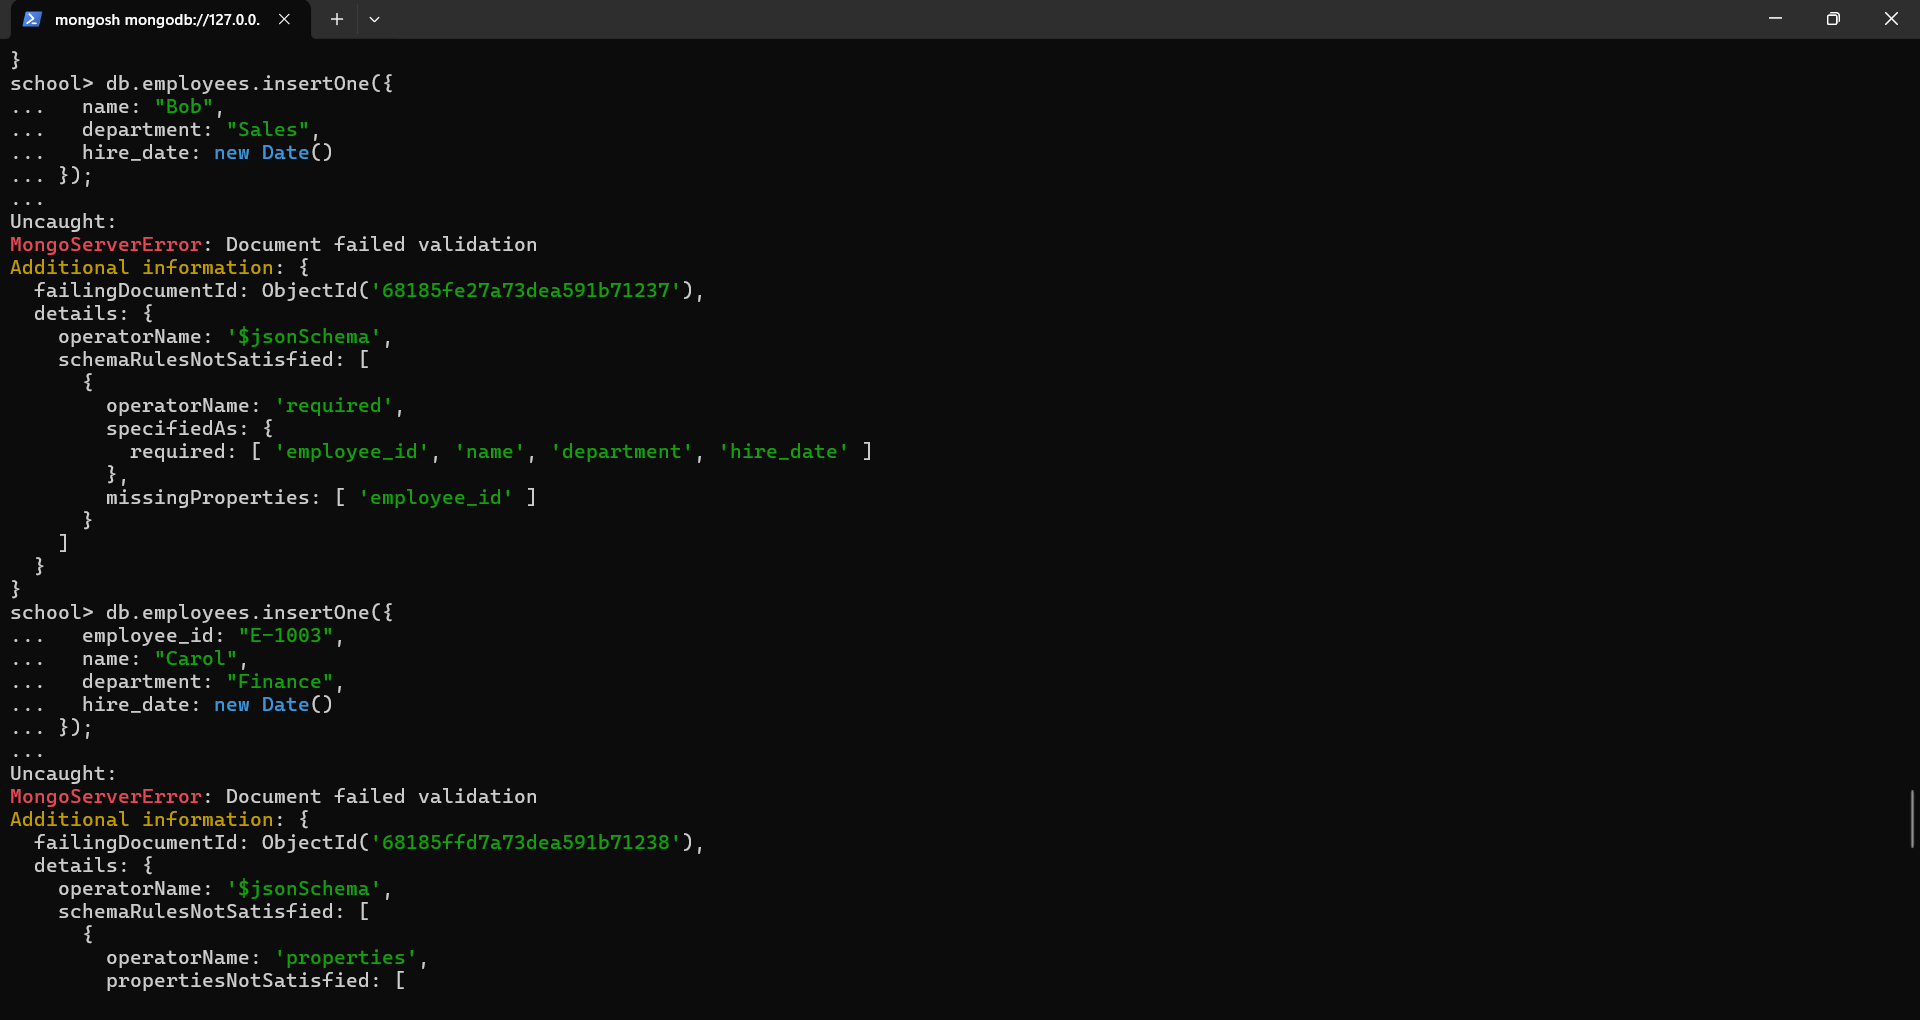 mongosh mongodb://127.0.0.
}
school> db.employees.insertOne({
...   name: "Bob",
...   department: "Sales",
...   hire_date: new Date()
... });
...
Uncaught:
MongoServerError: Document failed validation
Additional information: {
  failingDocumentId: ObjectId('68185fe27a73dea591b71237'),
  details: {
    operatorName: '$jsonSchema',
    schemaRulesNotSatisfied: [
      {
        operatorName: 'required',
        specifiedAs: {
          required: [ 'employee_id', 'name', 'department', 'hire_date' ]
        },
        missingProperties: [ 'employee_id' ]
      }
    ]
  }
}
school> db.employees.insertOne({
...   employee_id: "E-1003",
...   name: "Carol",
...   department: "Finance",
...   hire_date: new Date()
... });
...
Uncaught:
MongoServerError: Document failed validation
Additional information: {
  failingDocumentId: ObjectId('68185ffd7a73dea591b71238'),
  details: {
    operatorName: '$jsonSchema',
    schemaRulesNotSatisfied: [
      {
        operatorName: 'properties',
        propertiesNotSatisfied: [